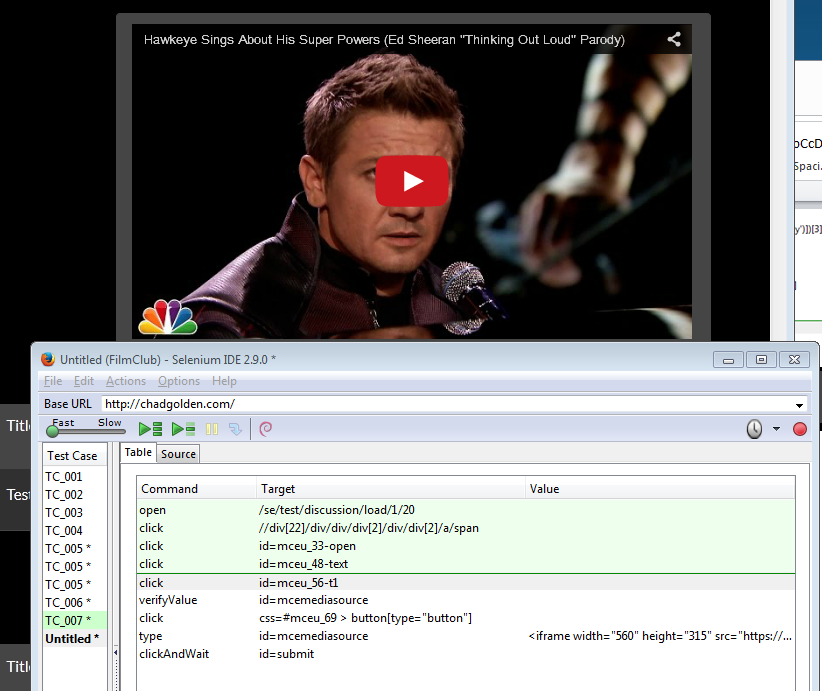 Hawkeye Sings About His Super Powers (Ed Sheeran "Thinking Out Loud" Parody)
Untitled (FilmClub) - Selenium IDE 2.9.0 *
File Edit Actions Options Help
Base URL http://chadgolden.com/
Fast Slow
Test Case
TC_001
TC_002
TC_003
TC_004
TC_005 *
TC_005 *
TC_005 *
TC_006 *
TC_007 *
Untitled *
Table Source
Command Target Value
open /se/test/discussion/load/1/20
click //div[22]/div/div/div[2]/div/div[2]/a/span
click id=mceu_33-open
click id=mceu_48-text
click id=mceu_56-t1
verifyValue id=mcemediasource
click css=#mceu_69 > button[type="button"]
type id=mcemediasource <iframe width="560" height="315" src="https://...
clickAndWait id=submit
Test